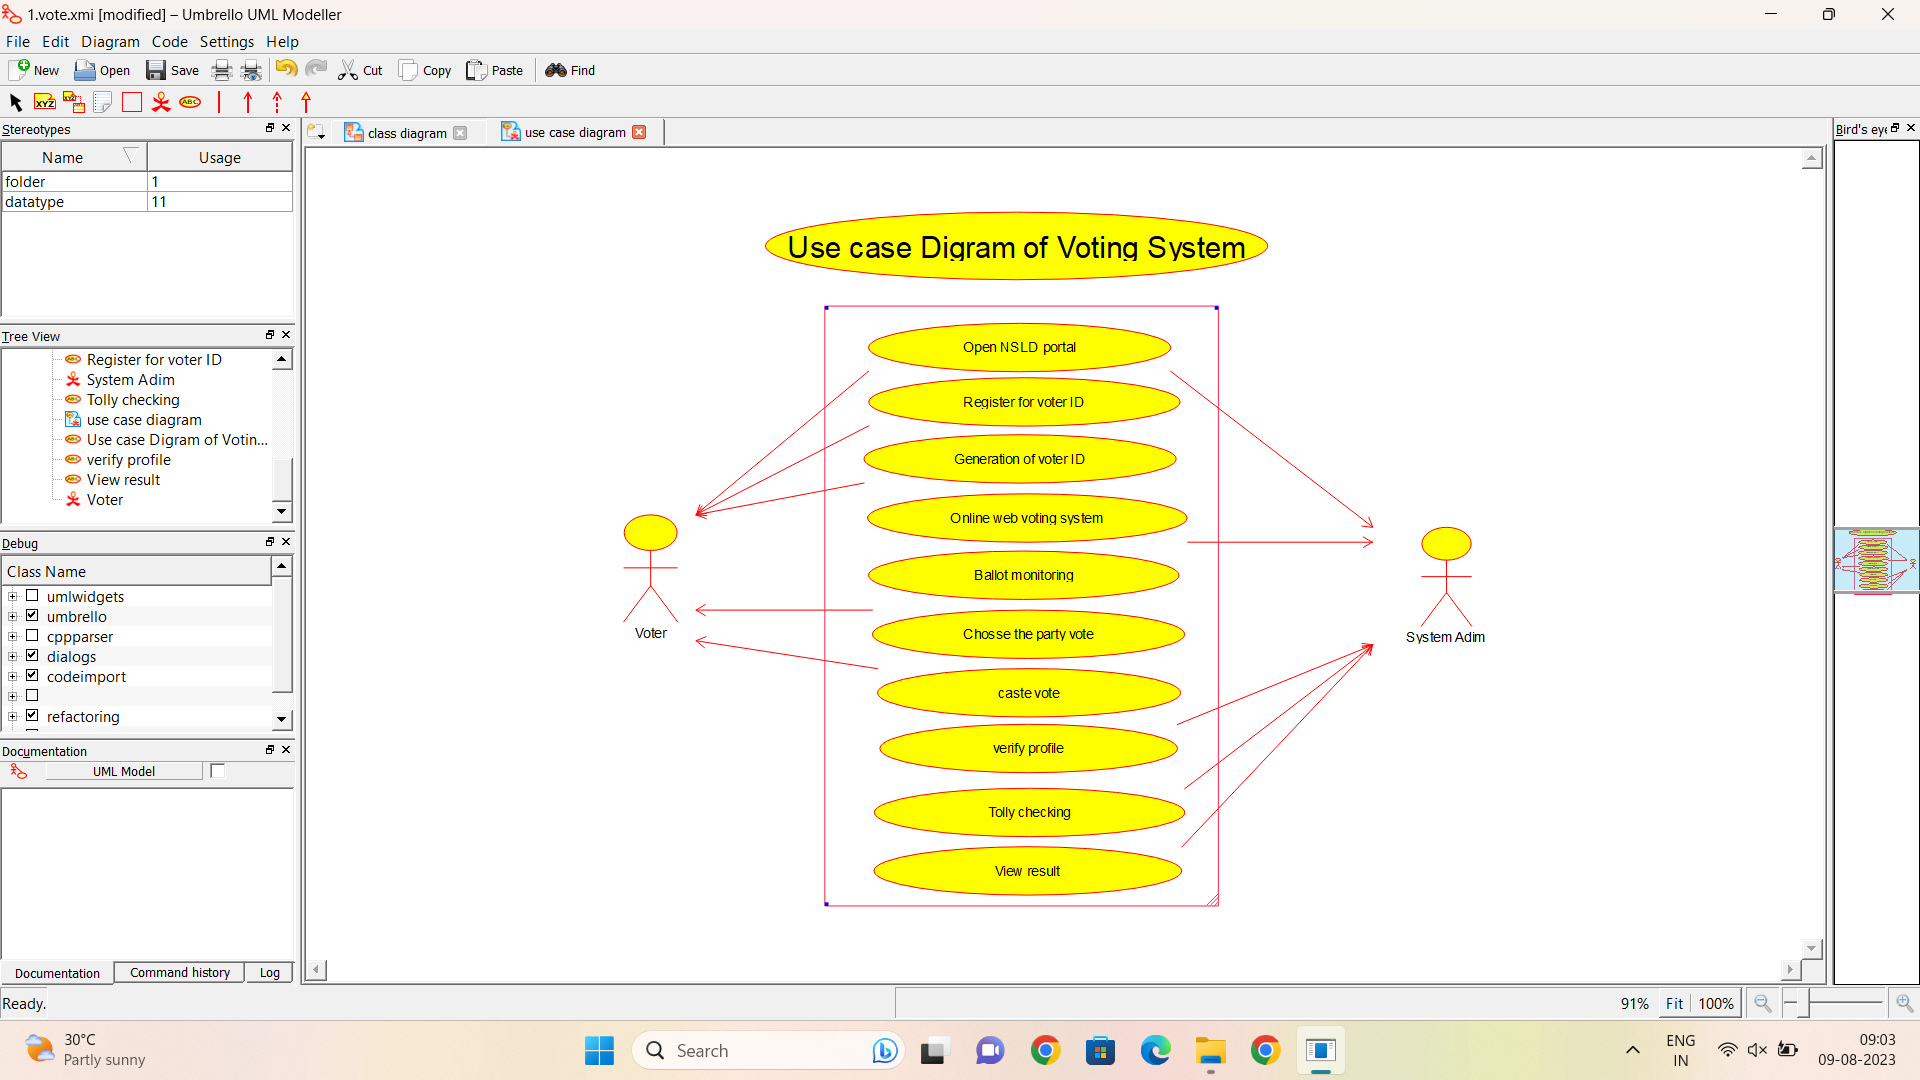 1.vote.xmi [modified] – Umbrello UML Modeller
File Edit Diagram Code Settings Help
New Open Save Cut Copy Paste Find
XYZ XYZ ABC
Stereotypes
Name Usage
folder 1
datatype 11
Tree View
Register for voter ID
System Adim
Tolly checking
use case diagram
Use case Digram of Votin...
verify profile
View result
Voter
Debug
Class Name
umlwidgets
umbrello
cppparser
dialogs
codeimport
refactoring
Documentation
UML Model
Documentation Command history Log
class diagram use case diagram
Use case Digram of Voting System
Open NSLD portal
Register for voter ID
Generation of voter ID
Online web voting system
Ballot monitoring
Chosse the party vote
caste vote
verify profile
Tolly checking
View result
Voter
System Adim
Bird's eye
Ready.
91% Fit 100%
30°C
Partly sunny
Search
ENG
IN
09:03
09-08-2023